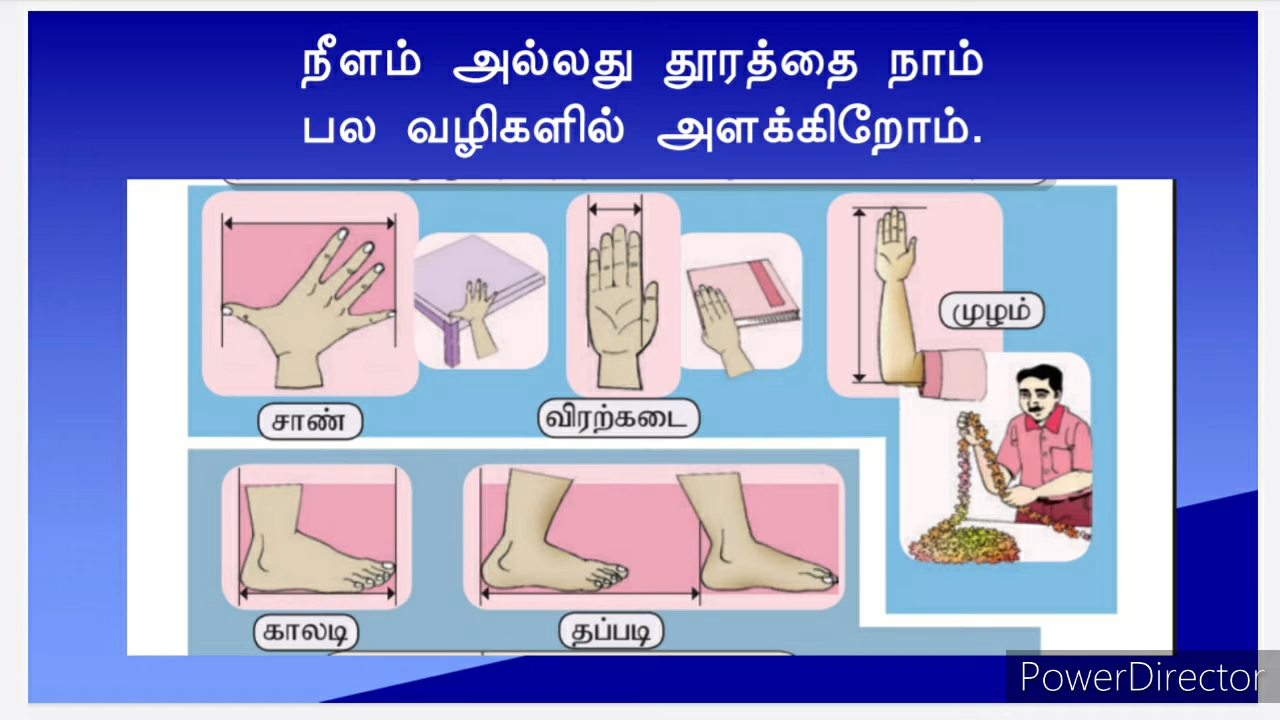 நீளம் அல்லது தூரத்தை நாம்
பல வழிகளில் அளக்கிறோம்.
முழம்
சாண்
விரற்கடை
காலடி
தப்படி
PowerDirector